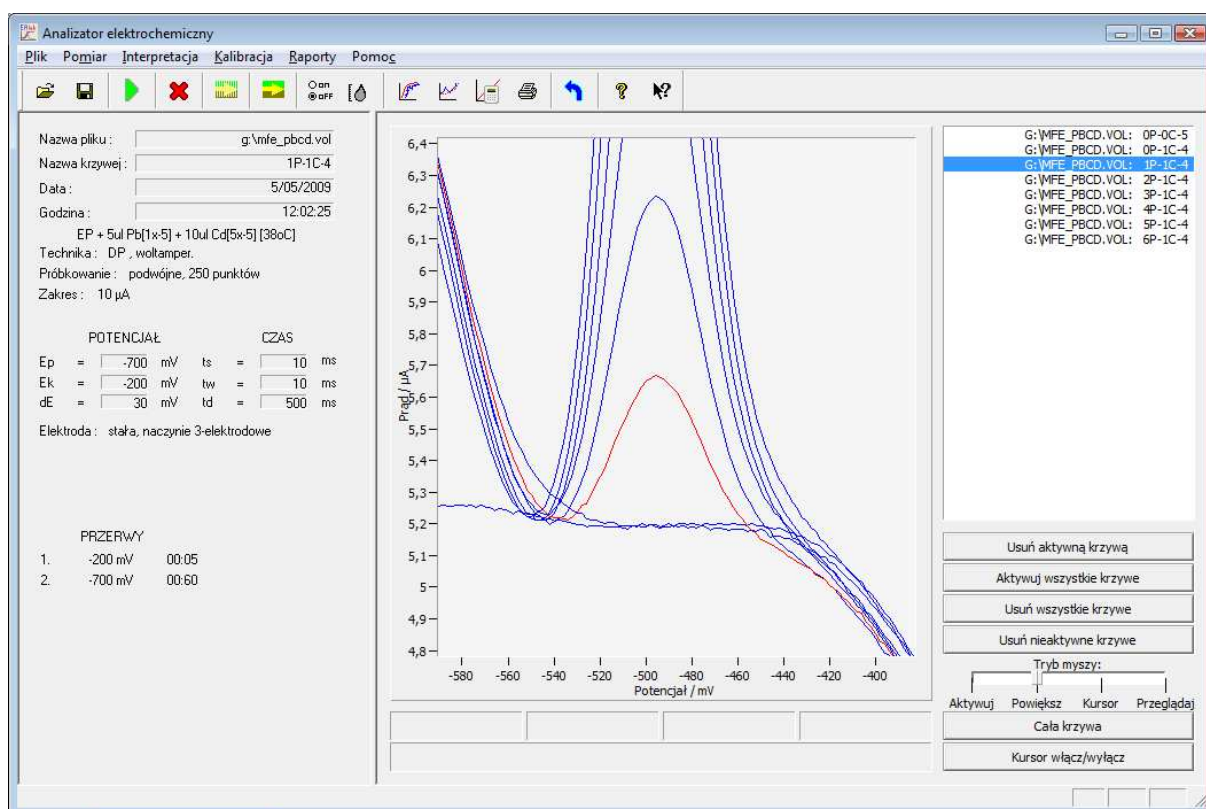 Analizator elektrochemiczny
Plik Pomiar Interpretacja Kalibracja Raporty Pomoc
on
OFF
Nazwa pliku : g:\mfe_pbcd.vol
Nazwa krzywej : 1P-1C-4
Data : 5/05/2009
Godzina : 12:02:25
EP + 5ul Pb[1x-5] + 10ul Cd[5x-5] [38oC]
Technika : DP , woltamper.
Próbkowanie : podwójne, 250 punktów
Zakres : 10 µA
POTENCJAŁ CZAS
Ep = -700 mV ts = 10 ms
Ek = -200 mV tw = 10 ms
dE = 30 mV td = 500 ms
Elektroda : stała, naczynie 3-elektrodowe
PRZERWY
1. -200 mV 00:05
2. -700 mV 00:60
6,4
6,3
6,2
6,1
6
5,9
5,8
5,7
5,6
5,5
5,4
5,3
5,2
5,1
5
4,9
4,8
Prąd / µA
-580 -560 -540 -520 -500 -480 -460 -440 -420 -400
Potencjał / mV
G:\MFE_PBCD.VOL: 0P-0C-5
G:\MFE_PBCD.VOL: 0P-1C-4
G:\MFE_PBCD.VOL: 1P-1C-4
G:\MFE_PBCD.VOL: 2P-1C-4
G:\MFE_PBCD.VOL: 3P-1C-4
G:\MFE_PBCD.VOL: 4P-1C-4
G:\MFE_PBCD.VOL: 5P-1C-4
G:\MFE_PBCD.VOL: 6P-1C-4
Usuń aktywną krzywą
Aktywuj wszystkie krzywe
Usuń wszystkie krzywe
Usuń nieaktywne krzywe
Tryb myszy:
Aktywuj Powiększ Kursor Przeglądaj
Cała krzywa
Kursor włącz/wyłącz